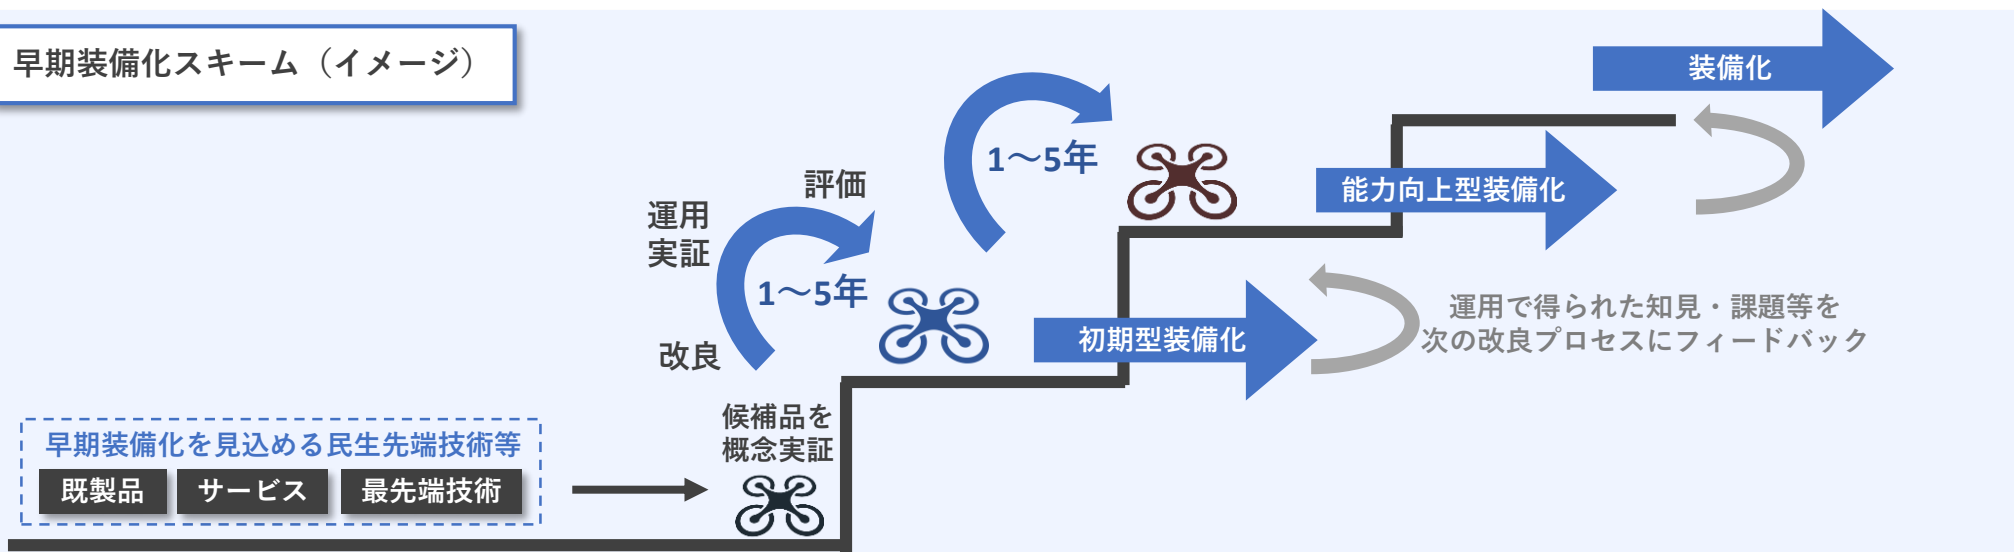 早期装備化スキーム（イメージ）
装備化
1～5年
能力向上型装備化
評価
運用
実証
1～5年
改良
初期型装備化
運用で得られた知見・課題等を
次の改良プロセスにフィードバック
候補品を
概念実証
早期装備化を見込める民生先端技術等
既製品
サービス
最先端技術